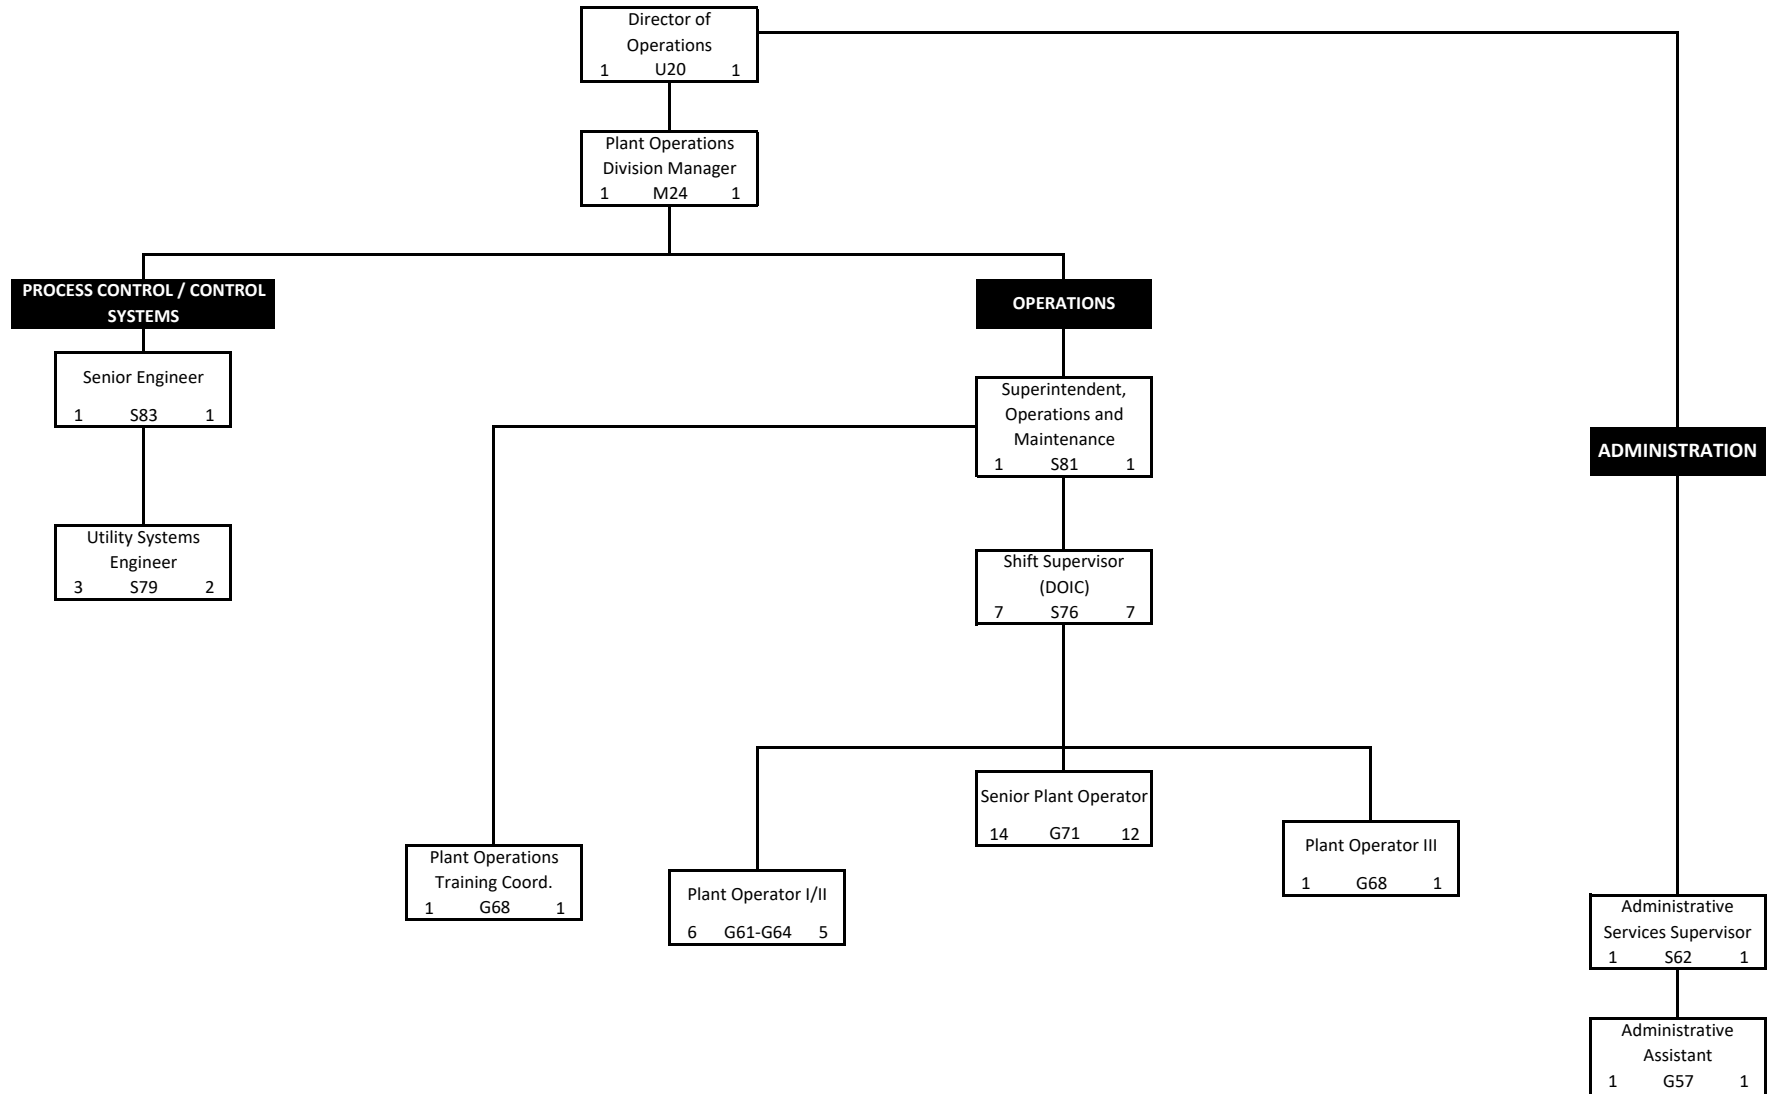 Director of
Operations
1 U20 1
Plant Operations
Division Manager
1 M24 1
PROCESS CONTROL / CONTROL
SYSTEMS
Senior Engineer
1 S83 1
Utility Systems
Engineer
3 S79 2
OPERATIONS
Superintendent,
Operations and
Maintenance
1 S81 1
Shift Supervisor
(DOIC)
7 S76 7
Plant Operations
Training Coord.
1 G68 1
Plant Operator I/II
6 G61-G64 5
Senior Plant Operator
14 G71 12
Plant Operator III
1 G68 1
ADMINISTRATION
Administrative
Services Supervisor
1 S62 1
Administrative
Assistant
1 G57 1